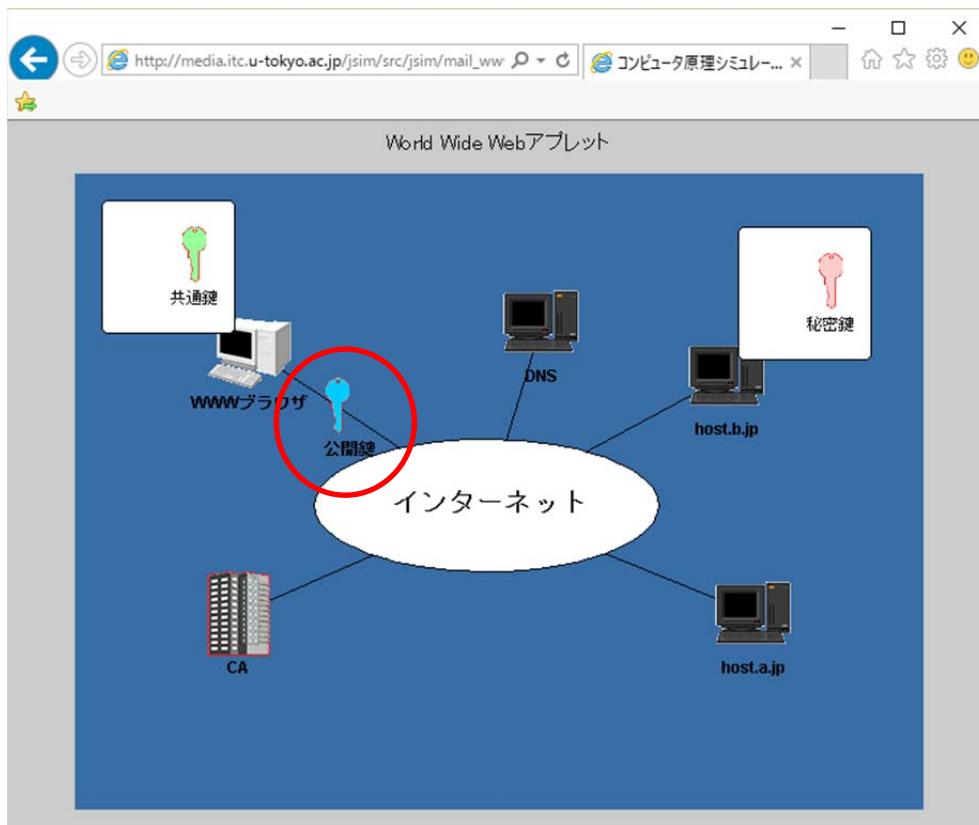 http://media.itc.u-tokyo.ac.jp/jsim/src/jsim/mail_ww
コンピュータ原理シミュレー...
World Wide Webアプレット
共通鍵
秘密鍵
DNS
WWWブラウザ
host.b.jp
公開鍵
インターネット
CA
host.a.jp